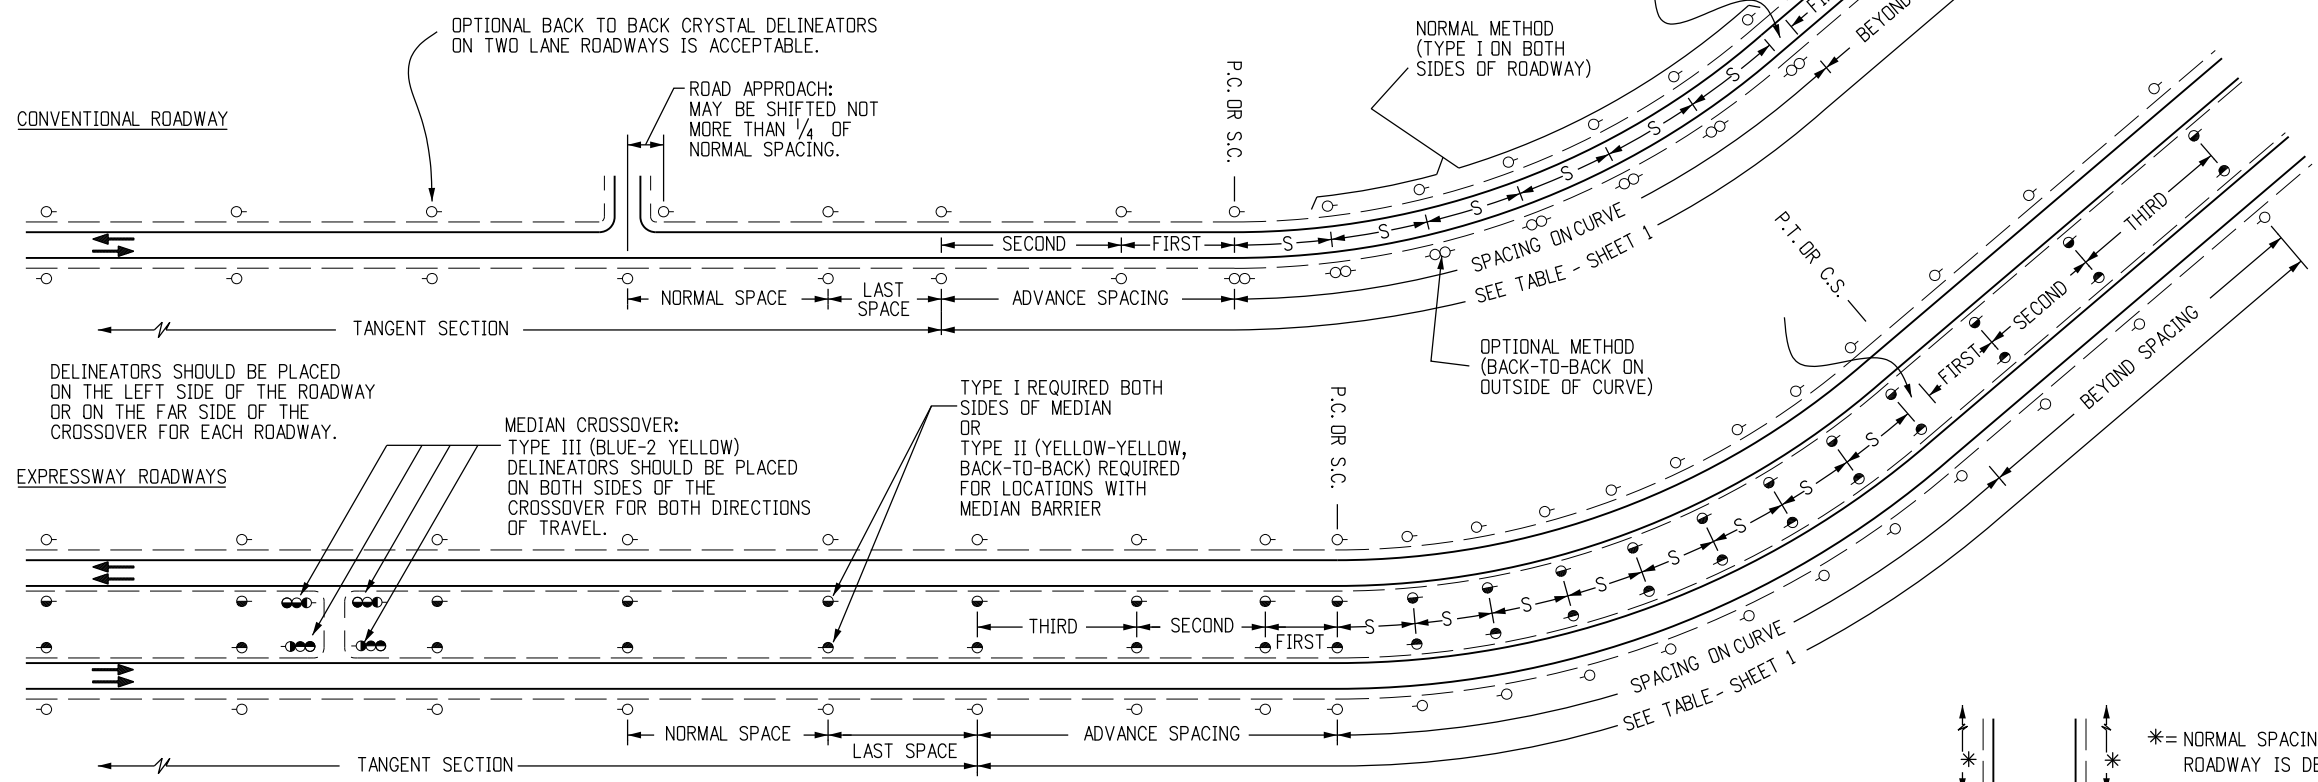 OPTIONAL BACK TO BACK CRYSTAL DELINEATORS
ON TWO LANE ROADWAYS IS ACCEPTABLE.
ROAD APPROACH:
MAY BE SHIFTED NOT
MORE THAN 1/4 OF
NORMAL SPACING.
CONVENTIONAL ROADWAY
P.C. OR S.C.
NORMAL METHOD
(TYPE I ON BOTH
SIDES OF ROADWAY)
BEYOND
SECOND
FIRST
S
S
S
S
S
S
NORMAL SPACE
LAST
SPACE
ADVANCE SPACING
SPACING ON CURVE
SEE TABLE - SHEET 1
TANGENT SECTION
OPTIONAL METHOD
(BACK-TO-BACK ON
OUTSIDE OF CURVE)
DELINEATORS SHOULD BE PLACED
ON THE LEFT SIDE OF THE ROADWAY
OR ON THE FAR SIDE OF THE
CROSSOVER FOR EACH ROADWAY.
MEDIAN CROSSOVER:
TYPE III (BLUE-2 YELLOW)
DELINEATORS SHOULD BE PLACED
ON BOTH SIDES OF THE
CROSSOVER FOR BOTH DIRECTIONS
OF TRAVEL.
TYPE I REQUIRED BOTH
SIDES OF MEDIAN
OR
TYPE II (YELLOW-YELLOW,
BACK-TO-BACK) REQUIRED
FOR LOCATIONS WITH
MEDIAN BARRIER
EXPRESSWAY ROADWAYS
P.C. OR S.C.
P.T. OR C.S.
THIRD
SECOND
FIRST
S
S
S
S
S
S
S
S
FIRST
SECOND
THIRD
BEYOND SPACING
NORMAL SPACE
LAST SPACE
ADVANCE SPACING
SPACING ON CURVE
SEE TABLE - SHEET 1
TANGENT SECTION
*= NORMAL SPACIN
ROADWAY IS DE
*
*